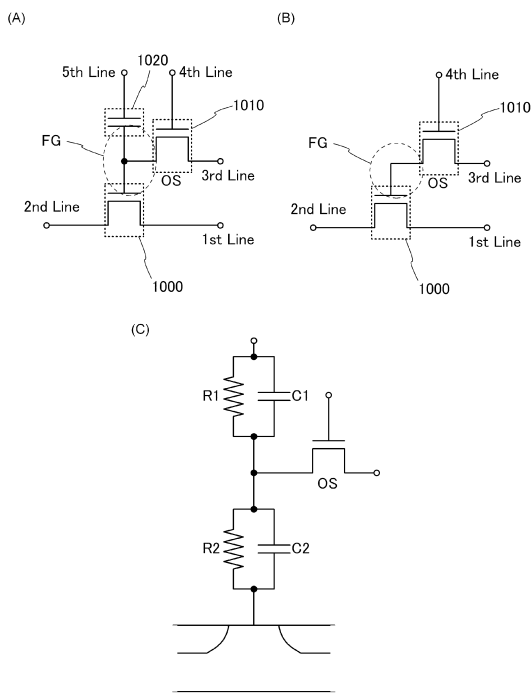 (A)
5th Line
1020
4th Line
1010
FG
OS
3rd Line
2nd Line
1st Line
1000
(B)
4th Line
1010
FG
OS
3rd Line
2nd Line
1st Line
1000
(C)
R1
C1
OS
R2
C2